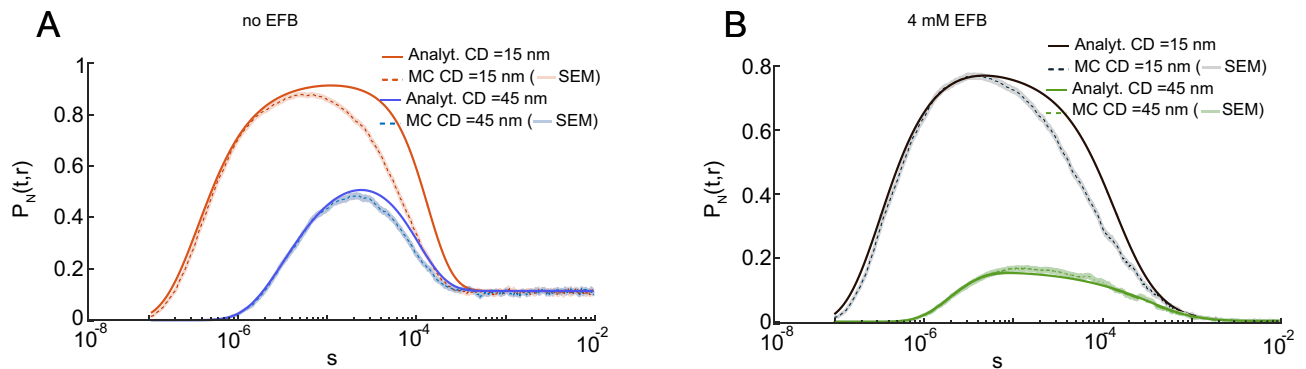 A
no EFB
Analyt. CD =15 nm
MC CD =15 nm ( SEM)
Analyt. CD =45 nm
MC CD =45 nm ( SEM)
P_N(t,r)
1
0.8
0.6
0.4
0.2
0
10^-8
10^-6
10^-4
10^-2
s
B
4 mM EFB
Analyt. CD =15 nm
MC CD =15 nm ( SEM)
Analyt. CD =45 nm
MC CD =45 nm ( SEM)
P_N(t,r)
0.8
0.6
0.4
0.2
0
10^-8
10^-6
10^-4
10^-2
s